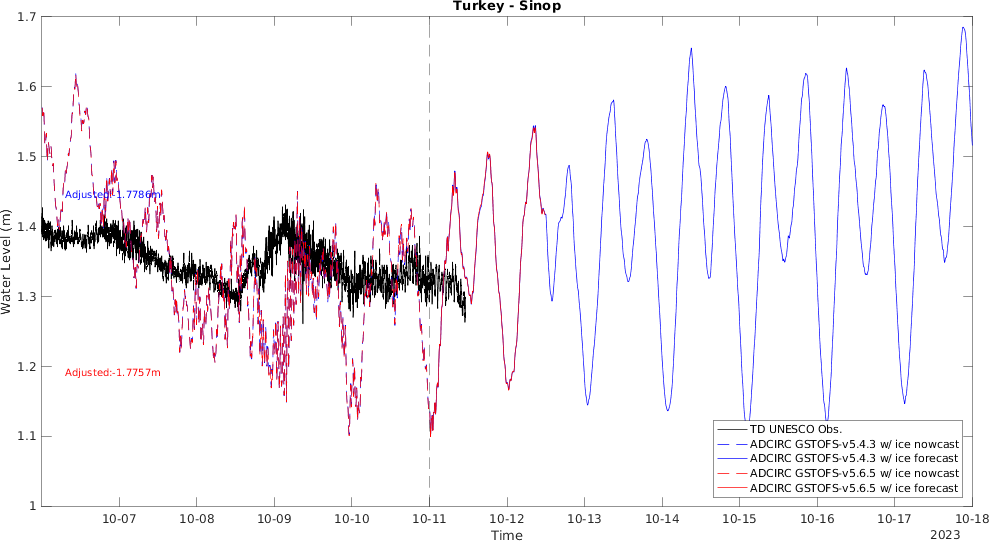 Turkey - Sinop
Water Level (m)
1.7
1.6
1.5
1.4
1.3
1.2
1.1
1
Adjusted:-1.7786m
Adjusted:-1.7757m
TD UNESCO Obs.
ADCIRC GSTOFS-v5.4.3 w/ ice nowcast
ADCIRC GSTOFS-v5.4.3 w/ ice forecast
ADCIRC GSTOFS-v5.6.5 w/ ice nowcast
ADCIRC GSTOFS-v5.6.5 w/ ice forecast
10-07 10-08 10-09 10-10 10-11 10-12 10-13 10-14 10-15 10-16 10-17 10-18
Time
2023